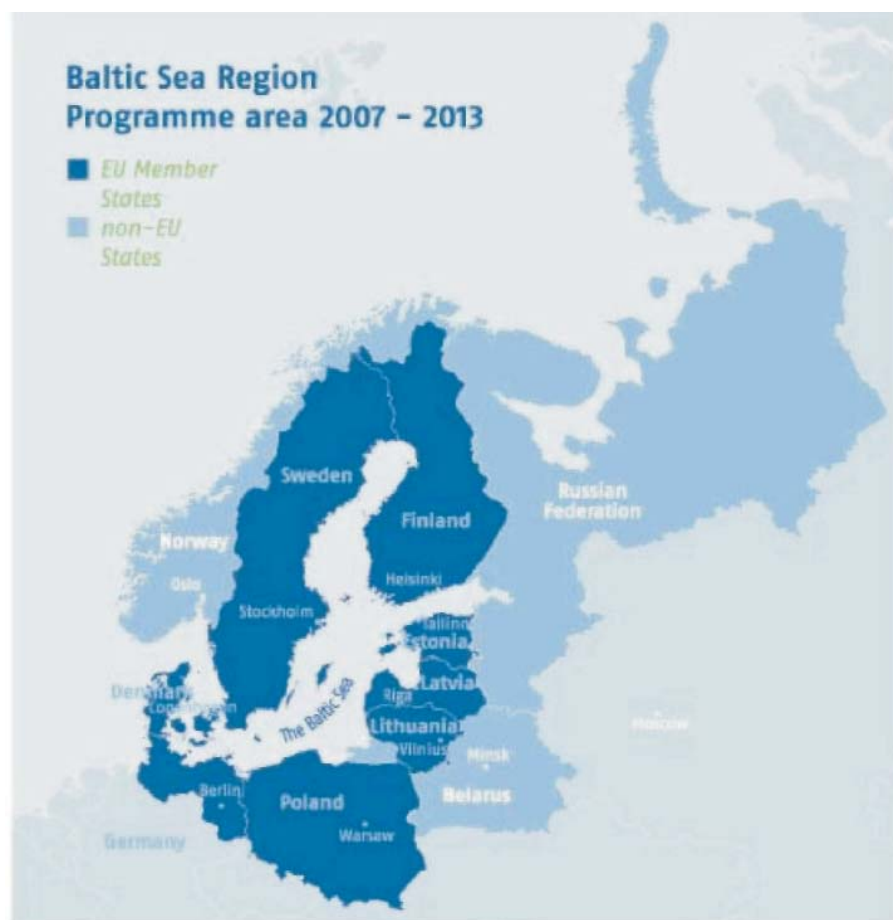 Baltic Sea Region
Programme area 2007 - 2013
EU Member
States
non-EU
States
Sweden
Finland
Russian
Federation
Norway
Oslo
Helsinki
Stockholm
Tallinn
Estonia
Denmark
Copenhagen
Latvia
Riga
The Baltic Sea
Lithuania
Vilnius
Moscow
Minsk
Belarus
Berlin
Poland
Warsaw
Germany